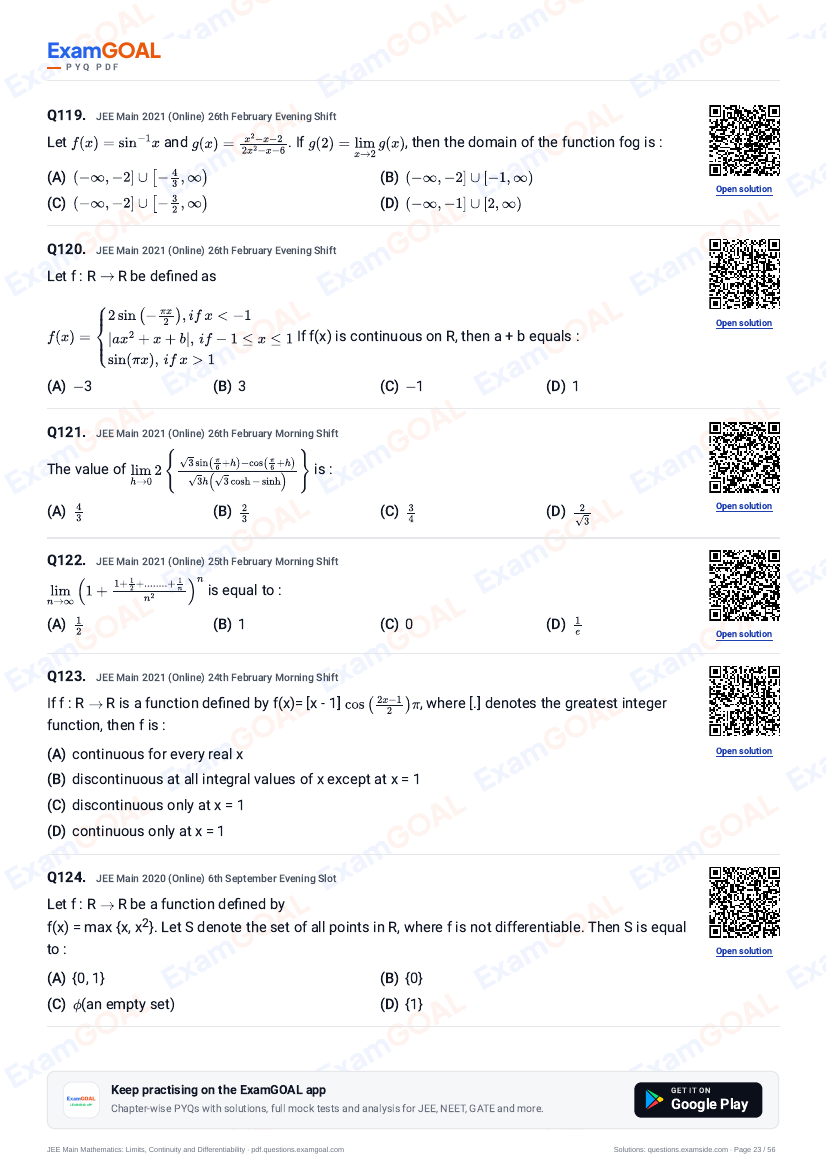 ExamGOAL
PYQ PDF
Q119. JEE Main 2021 (Online) 26th February Evening Shift
Let f(x) = sin⁻¹x and g(x) = (x²−x−2)/(2x²−x−6). If g(2) = lim_{x→2} g(x), then the domain of the function fog is :
(A) (−∞, −2] ∪ [−4/3, ∞) (B) (−∞, −2] ∪ [−1, ∞)
(C) (−∞, −2] ∪ [−3/2, ∞) (D) (−∞, −1] ∪ [2, ∞)
Open solution
Q120. JEE Main 2021 (Online) 26th February Evening Shift
Let f : R → R be defined as
f(x) = { 2 sin (−πx/2), if x < −1
|ax² + x + b|, if − 1 ≤ x ≤ 1 If f(x) is continuous on R, then a + b equals :
sin(πx), if x > 1
(A) −3 (B) 3 (C) −1 (D) 1
Open solution
Q121. JEE Main 2021 (Online) 26th February Morning Shift
The value of lim_{h→0} 2 { (√3 sin(π/6 + h) − cos(π/6 + h)) / (√3h(√3 cosh − sinh)) } is :
(A) 4/3 (B) 2/3 (C) 3/4 (D) 2/√3
Open solution
Q122. JEE Main 2021 (Online) 25th February Morning Shift
lim_{n→∞} (1 + (1+1/2+........+1/n)/n²)ⁿ is equal to :
(A) 1/2 (B) 1 (C) 0 (D) 1/e
Open solution
Q123. JEE Main 2021 (Online) 24th February Morning Shift
If f : R → R is a function defined by f(x)= [x - 1] cos ((2x−1)/2)π, where [.] denotes the greatest integer
function, then f is :
(A) continuous for every real x
(B) discontinuous at all integral values of x except at x = 1
(C) discontinuous only at x = 1
(D) continuous only at x = 1
Open solution
Q124. JEE Main 2020 (Online) 6th September Evening Slot
Let f : R → R be a function defined by
f(x) = max {x, x²}. Let S denote the set of all points in R, where f is not differentiable. Then S is equal
to :
(A) {0, 1} (B) {0}
(C) ϕ(an empty set) (D) {1}
Open solution
Keep practising on the ExamGOAL app
Chapter-wise PYQs with solutions, full mock tests and analysis for JEE, NEET, GATE and more.
ExamGOAL
GET IT ON
Google Play
JEE Main Mathematics: Limits, Continuity and Differentiability · pdf.questions.examgoal.com
Solutions: questions.examside.com · Page 23 / 56